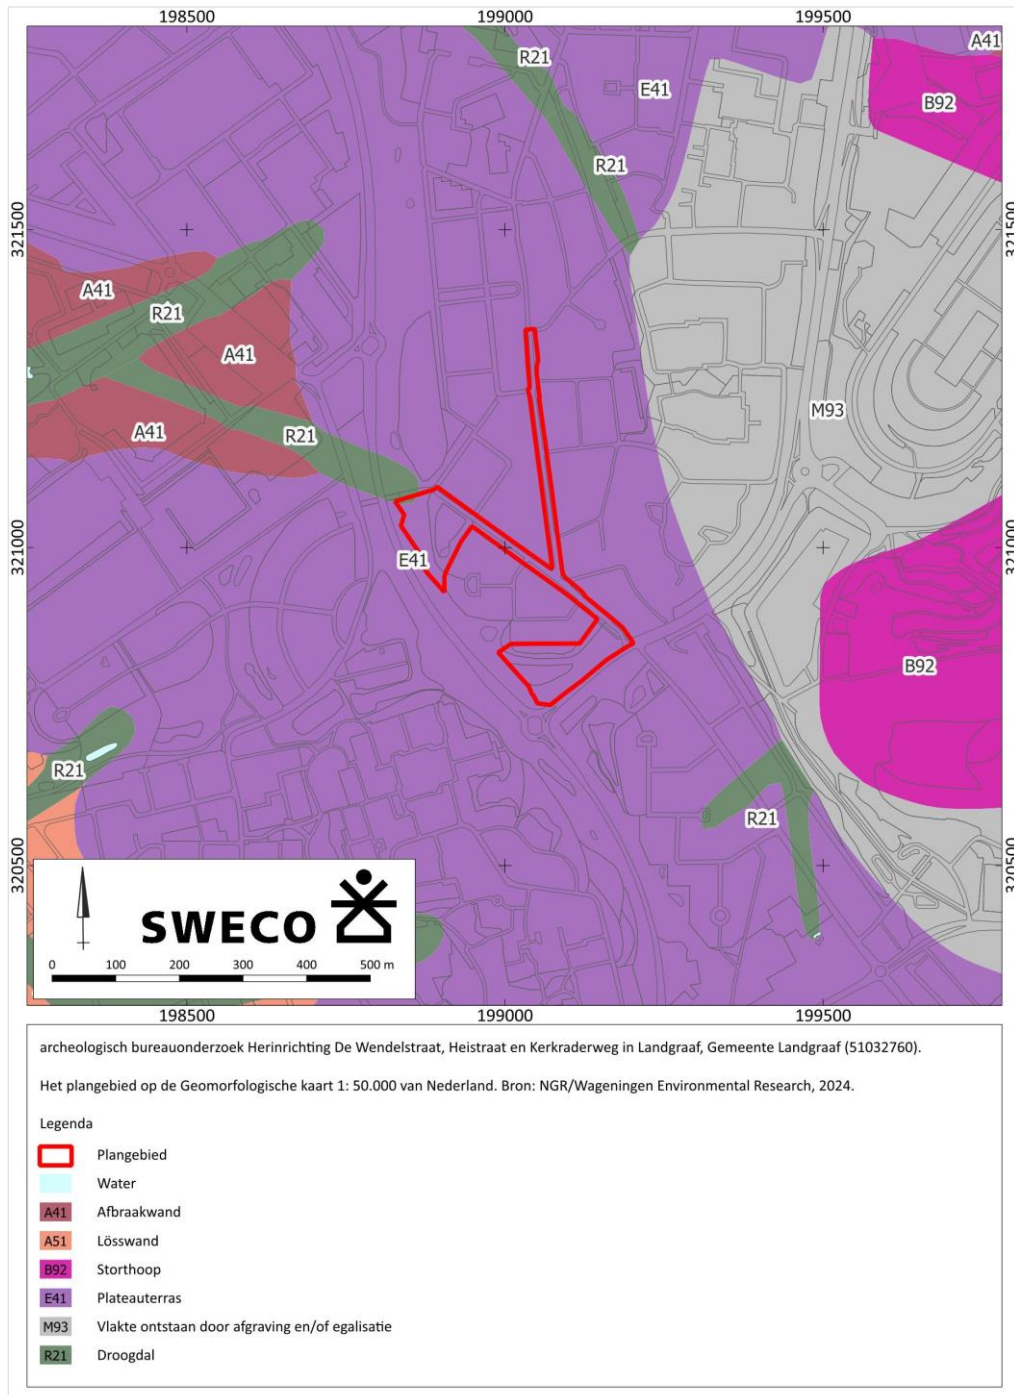 198500 199000 199500
R21
A41
E41
B92
R21
321500 321500
A41
R21
A41
M93
A41
R21
321000 321000
E41
B92
R21
R21
320500 320500
SWECO
0 100 200 300 400 500 m
198500 199000 199500
archeologisch bureauonderzoek Herinrichting De Wendelstraat, Heistraat en Kerkraderweg in Landgraaf, Gemeente Landgraaf (51032760).
Het plangebied op de Geomorfologische kaart 1: 50.000 van Nederland. Bron: NGR/Wageningen Environmental Research, 2024.
Legenda
Plangebied
Water
A41 Afbraakwand
A51 Lösswand
B92 Storthoop
E41 Plateauterras
M93 Vlakte ontstaan door afgraving en/of egalisatie
R21 Droogdal